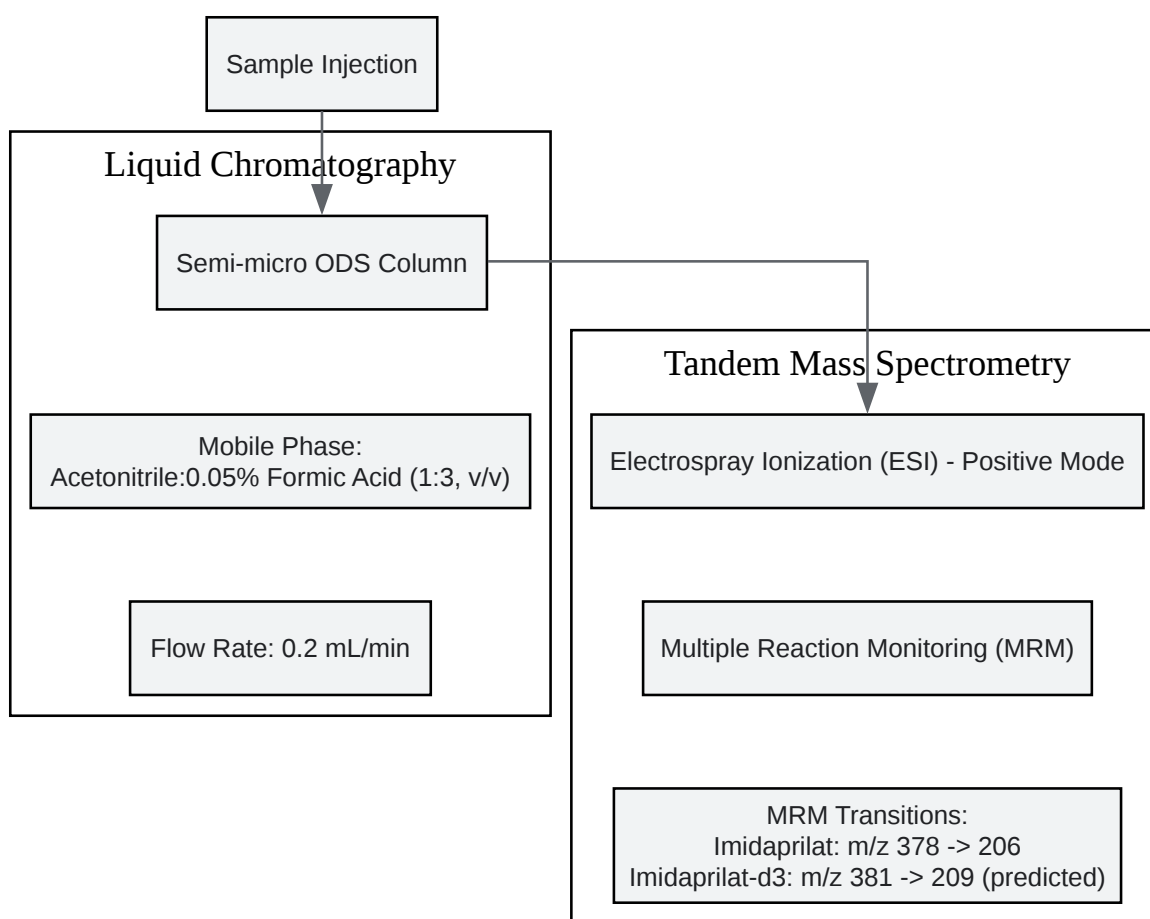 Sample Injection
Liquid Chromatography
Semi-micro ODS Column
Mobile Phase:
Acetonitrile:0.05% Formic Acid (1:3, v/v)
Flow Rate: 0.2 mL/min
Tandem Mass Spectrometry
Electrospray Ionization (ESI) - Positive Mode
Multiple Reaction Monitoring (MRM)
MRM Transitions:
Imidaprilat: m/z 378 -> 206
Imidaprilat-d3: m/z 381 -> 209 (predicted)